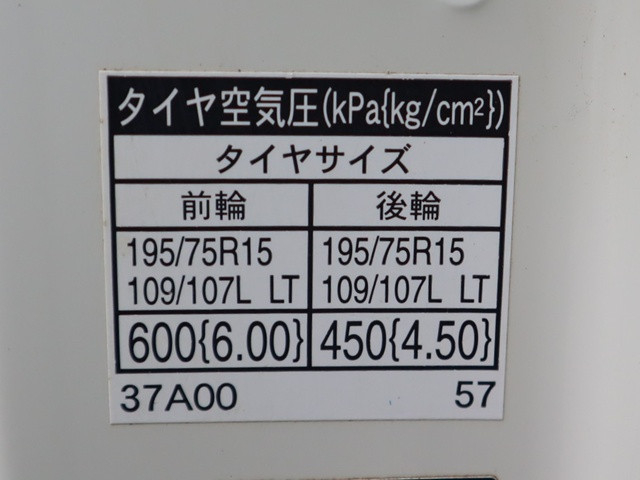 タイヤ空気圧(kPa{kg/cm²})
タイヤサイズ
前輪 後輪
195/75R15 195/75R15
109/107L LT 109/107L LT
600{6.00} 450{4.50}
37A00 57